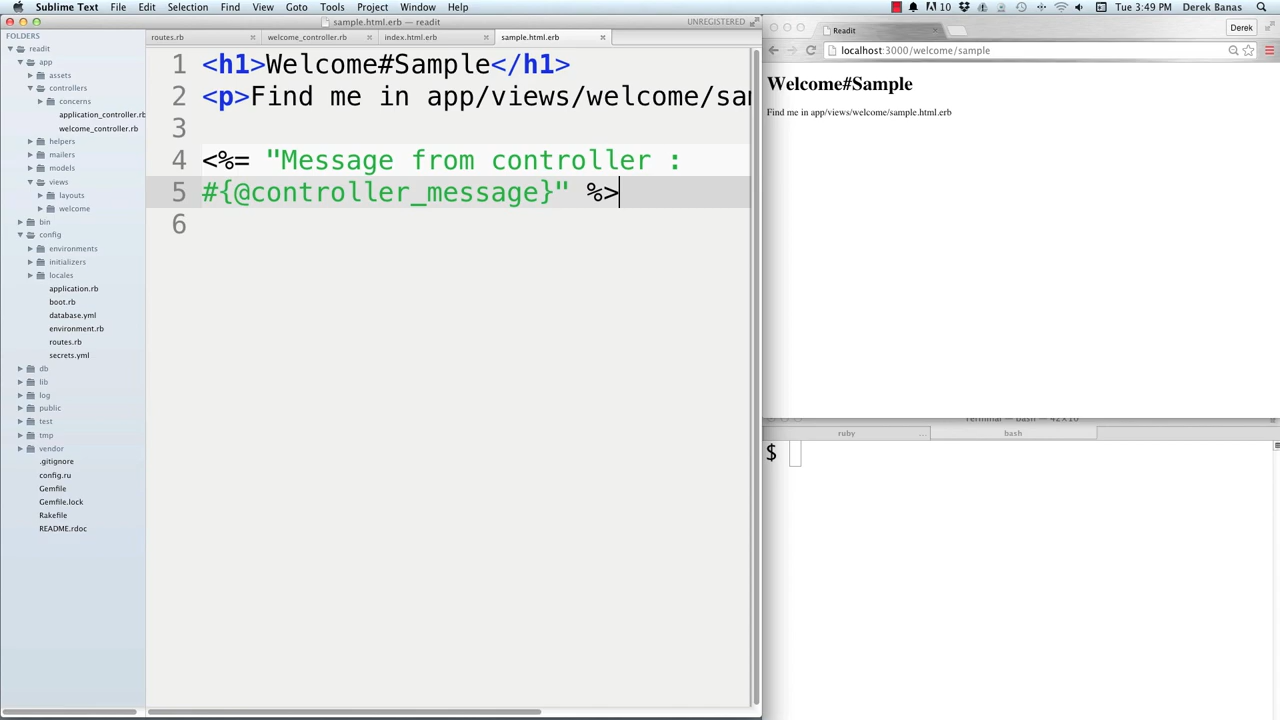 Sublime Text File Edit Selection Find View Goto Tools Project Window Help
10 Tue 3:49 PM Derek Banas
sample.html.erb — readit
UNREGISTERED
FOLDERS
readit
app
assets
controllers
concerns
application_controller.rb
welcome_controller.rb
helpers
mailers
models
views
layouts
welcome
bin
config
environments
initializers
locales
application.rb
boot.rb
database.yml
environment.rb
routes.rb
secrets.yml
db
lib
log
public
test
tmp
vendor
.gitignore
config.ru
Gemfile
Gemfile.lock
Rakefile
README.rdoc
routes.rb welcome_controller.rb index.html.erb sample.html.erb
1 <h1>Welcome#Sample</h1>
2 <p>Find me in app/views/welcome/sam
3
4 <%= "Message from controller :
5 #{@controller_message}" %>
6
Readit
Derek
localhost:3000/welcome/sample
Welcome#Sample
Find me in app/views/welcome/sample.html.erb
Terminal — bash — 42×10
ruby ... bash
$